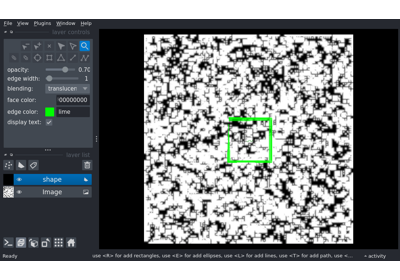 File View Plugins Window Help
layer controls
opacity: 0.70
edge width: 1
blending: translucen
face color: 00000000
edge color: lime
display text:
layer list
shape
Image
Ready
use <R> for add rectangles, use <E> for add ellipses, use <L> for add lines, use <T> for add path, use <...
activity